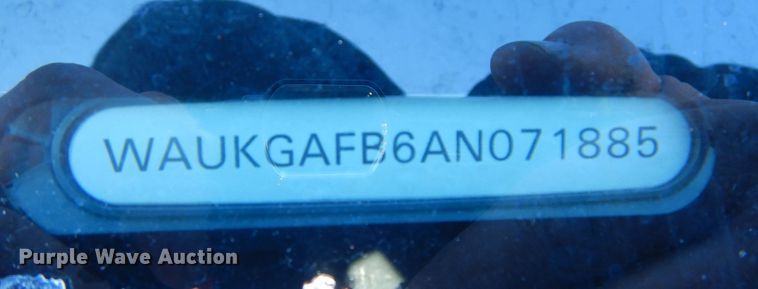 WAUKGAFB6AN071885
Purple Wave Auction